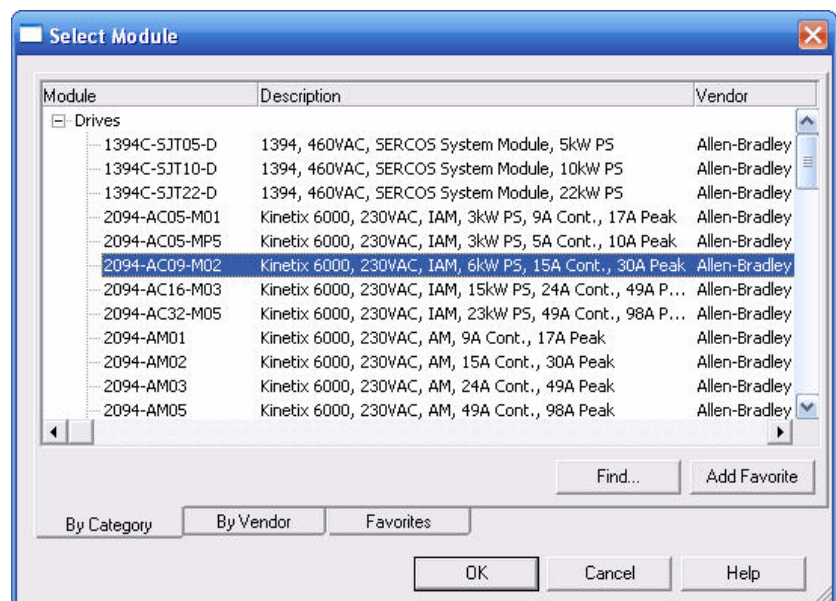 Select Module
Module Description Vendor
Drives
1394C-SJT05-D 1394, 460VAC, SERCOS System Module, 5kW PS Allen-Bradley
1394C-SJT10-D 1394, 460VAC, SERCOS System Module, 10kW PS Allen-Bradley
1394C-SJT22-D 1394, 460VAC, SERCOS System Module, 22kW PS Allen-Bradley
2094-AC05-M01 Kinetix 6000, 230VAC, IAM, 3kW PS, 9A Cont., 17A Peak Allen-Bradley
2094-AC05-MP5 Kinetix 6000, 230VAC, IAM, 3kW PS, 5A Cont., 10A Peak Allen-Bradley
2094-AC09-M02 Kinetix 6000, 230VAC, IAM, 6kW PS, 15A Cont., 30A Peak Allen-Bradley
2094-AC16-M03 Kinetix 6000, 230VAC, IAM, 15kW PS, 24A Cont., 49A P... Allen-Bradley
2094-AC32-M05 Kinetix 6000, 230VAC, IAM, 23kW PS, 49A Cont., 98A P... Allen-Bradley
2094-AM01 Kinetix 6000, 230VAC, AM, 9A Cont., 17A Peak Allen-Bradley
2094-AM02 Kinetix 6000, 230VAC, AM, 15A Cont., 30A Peak Allen-Bradley
2094-AM03 Kinetix 6000, 230VAC, AM, 24A Cont., 49A Peak Allen-Bradley
2094-AM05 Kinetix 6000, 230VAC, AM, 49A Cont., 98A Peak Allen-Bradley
Find... Add Favorite
By Category By Vendor Favorites
OK Cancel Help